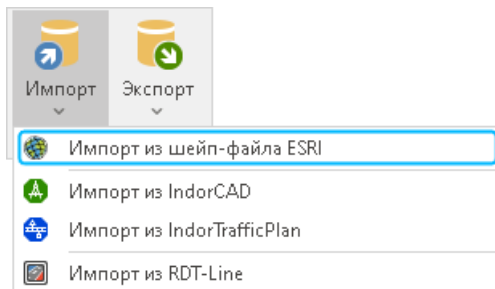 Импорт Экспорт
Импорт из шейп-файла ESRI
Импорт из IndorCAD
Импорт из IndorTrafficPlan
Импорт из RDT-Line